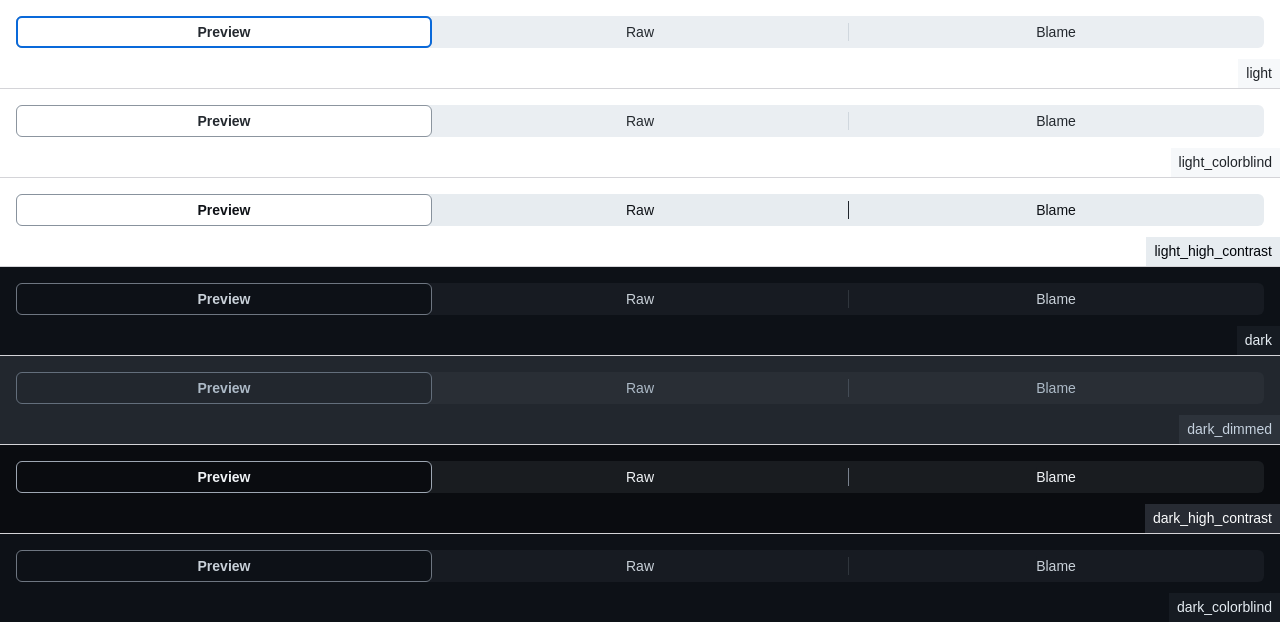 Preview Raw Blame
light
Preview Raw Blame
light_colorblind
Preview Raw Blame
light_high_contrast
Preview Raw Blame
dark
Preview Raw Blame
dark_dimmed
Preview Raw Blame
dark_high_contrast
Preview Raw Blame
dark_colorblind